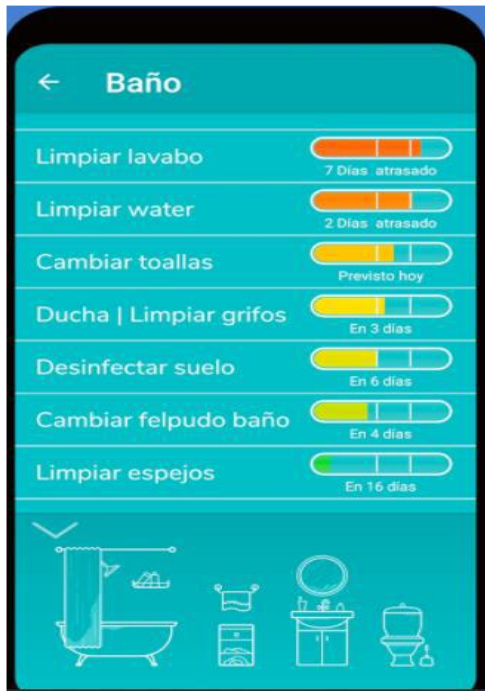 Baño
Limpiar lavabo
7 Días atrasado
Limpiar water
2 Días atrasado
Cambiar toallas
Previsto hoy
Ducha | Limpiar grifos
En 3 días
Desinfectar suelo
En 6 días
Cambiar felpudo baño
En 4 días
Limpiar espejos
En 16 días